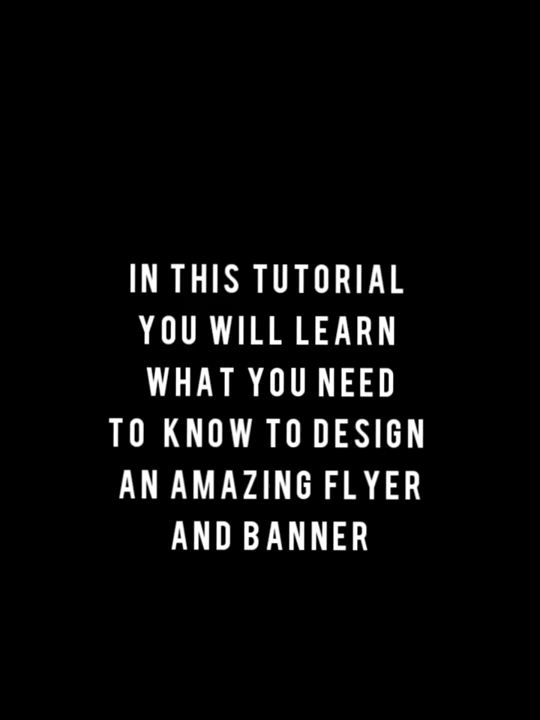 IN THIS TUTORIAL
YOU WILL LEARN
WHAT YOU NEED
TO KNOW TO DESIGN
AN AMAZING FLYER
AND BANNER